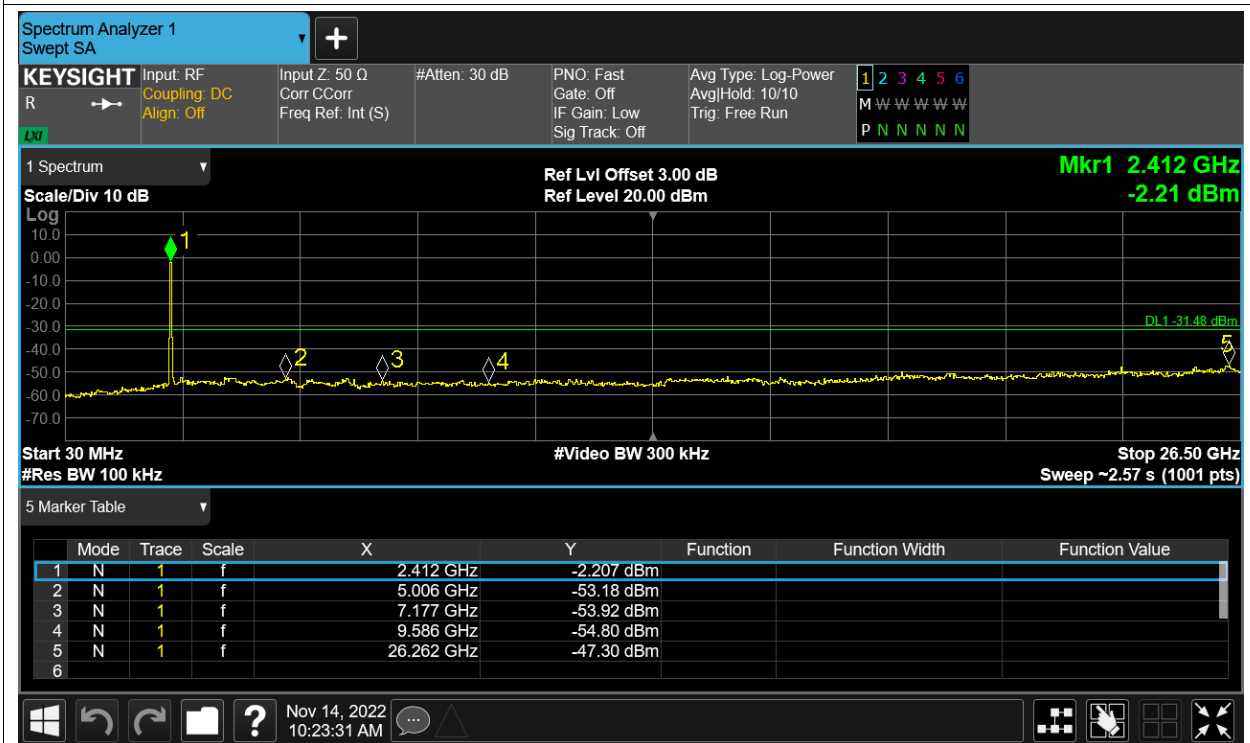 Spectrum Analyzer 1
Swept SA
KEYSIGHT Input: RF Input Z: 50 Ω #Atten: 30 dB PNO: Fast Avg Type: Log-Power 1 2 3 4 5 6
R Coupling: DC Corr CCorr Gate: Off Avg|Hold: 10/10 M W W W W W
Align: Off Freq Ref: Int (S) IF Gain: Low Trig: Free Run
LXI Sig Track: Off P N N N N N
1 Spectrum Ref Lvl Offset 3.00 dB Mkr1 2.412 GHz
Scale/Div 10 dB Ref Level 20.00 dBm -2.21 dBm
Log
10.0 1
0.00
-10.0
-20.0
-30.0 DL1 -31.48 dBm
-40.0 2 3 4 5
-50.0
-60.0
-70.0
Start 30 MHz #Video BW 300 kHz Stop 26.50 GHz
#Res BW 100 kHz Sweep ~2.57 s (1001 pts)
5 Marker Table
Mode Trace Scale X Y Function Function Width Function Value
1 N 1 f 2.412 GHz -2.207 dBm
2 N 1 f 5.006 GHz -53.18 dBm
3 N 1 f 7.177 GHz -53.92 dBm
4 N 1 f 9.586 GHz -54.80 dBm
5 N 1 f 26.262 GHz -47.30 dBm
6
? Nov 14, 2022
10:23:31 AM